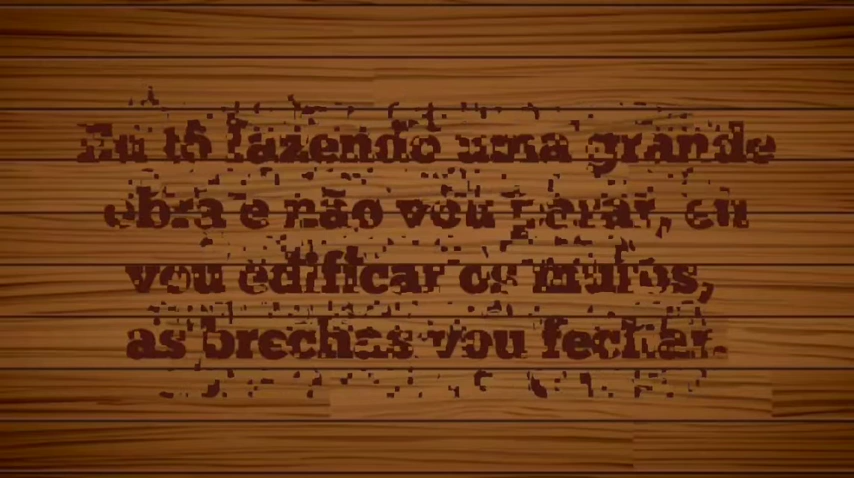 Eu tô fazendo uma grande
obra e não vou parar, eu
vou edificar os muros,
as brechas vou fechar.